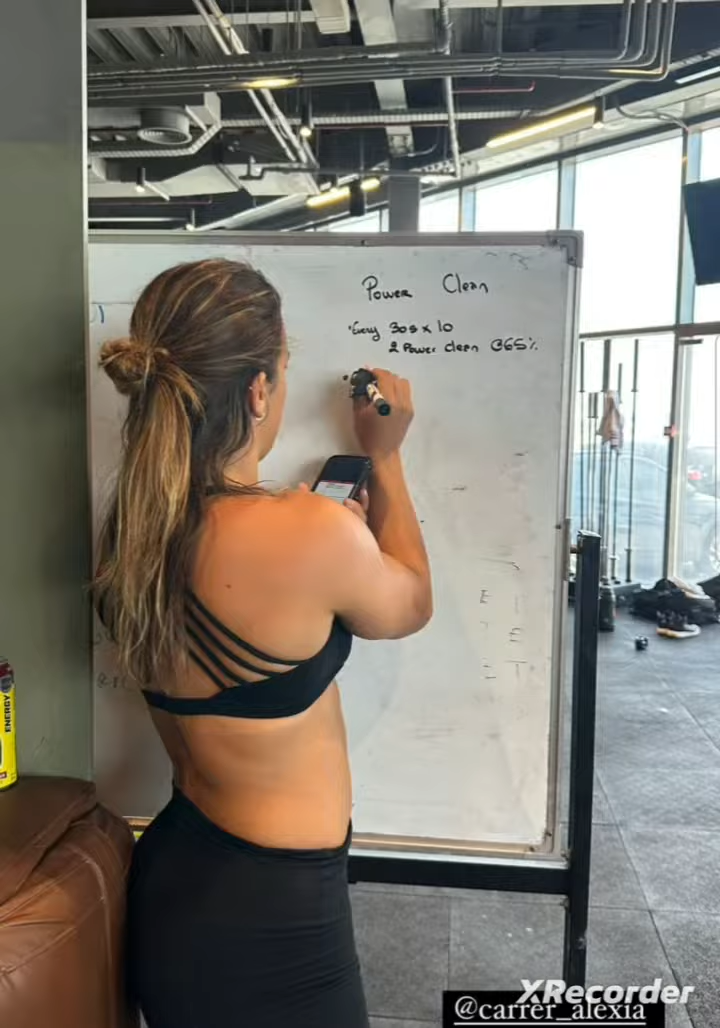 Power Clean
Every 30s x 10
2 Power clean @65%
E
E
T
ENERGY
XRecorder
@carrer_alexia